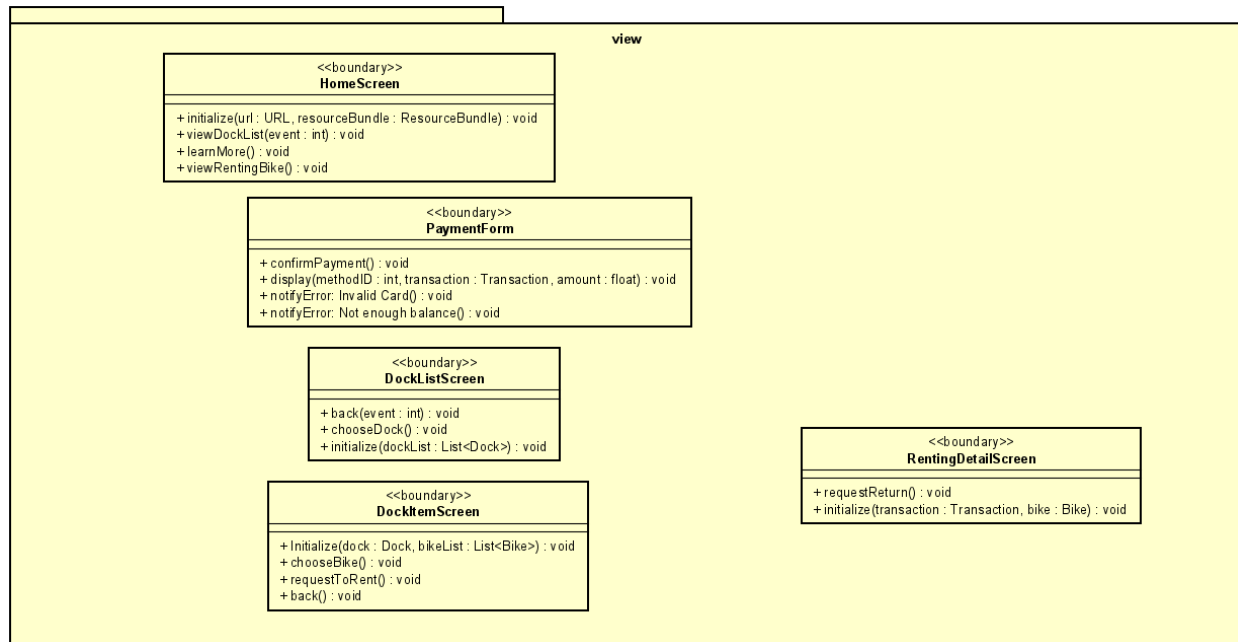 view
<<boundary>>
HomeScreen
+ initialize(url : URL, resourceBundle : ResourceBundle) : void
+ viewDockList(event : int) : void
+ learnMore() : void
+ viewRentingBike() : void
<<boundary>>
PaymentForm
+ confirmPayment() : void
+ display(methodID : int, transaction : Transaction, amount : float) : void
+ notifyError: Invalid Card() : void
+ notifyError: Not enough balance() : void
<<boundary>>
DockListScreen
+ back(event : int) : void
+ chooseDock() : void
+ initialize(dockList : List<Dock>) : void
<<boundary>>
RentingDetailScreen
+ requestReturn() : void
+ initialize(transaction : Transaction, bike : Bike) : void
<<boundary>>
DockItemScreen
+ Initialize(dock : Dock, bikeList : List<Bike>) : void
+ chooseBike() : void
+ requestToRent() : void
+ back() : void